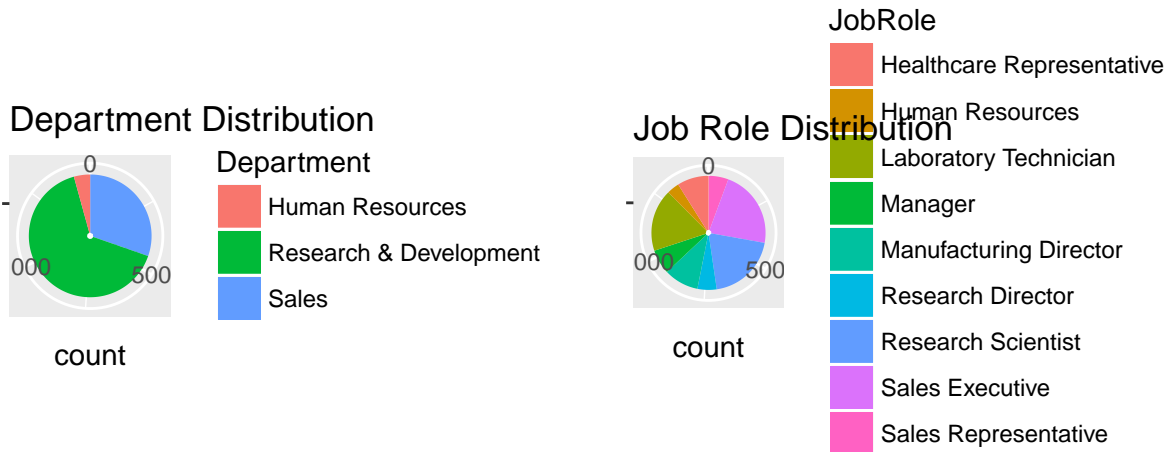 Department Distribution
0
000
500
count
Department
Human Resources
Research & Development
Sales
Job Role Distribution
0
000
500
count
JobRole
Healthcare Representative
Human Resources
Laboratory Technician
Manager
Manufacturing Director
Research Director
Research Scientist
Sales Executive
Sales Representative